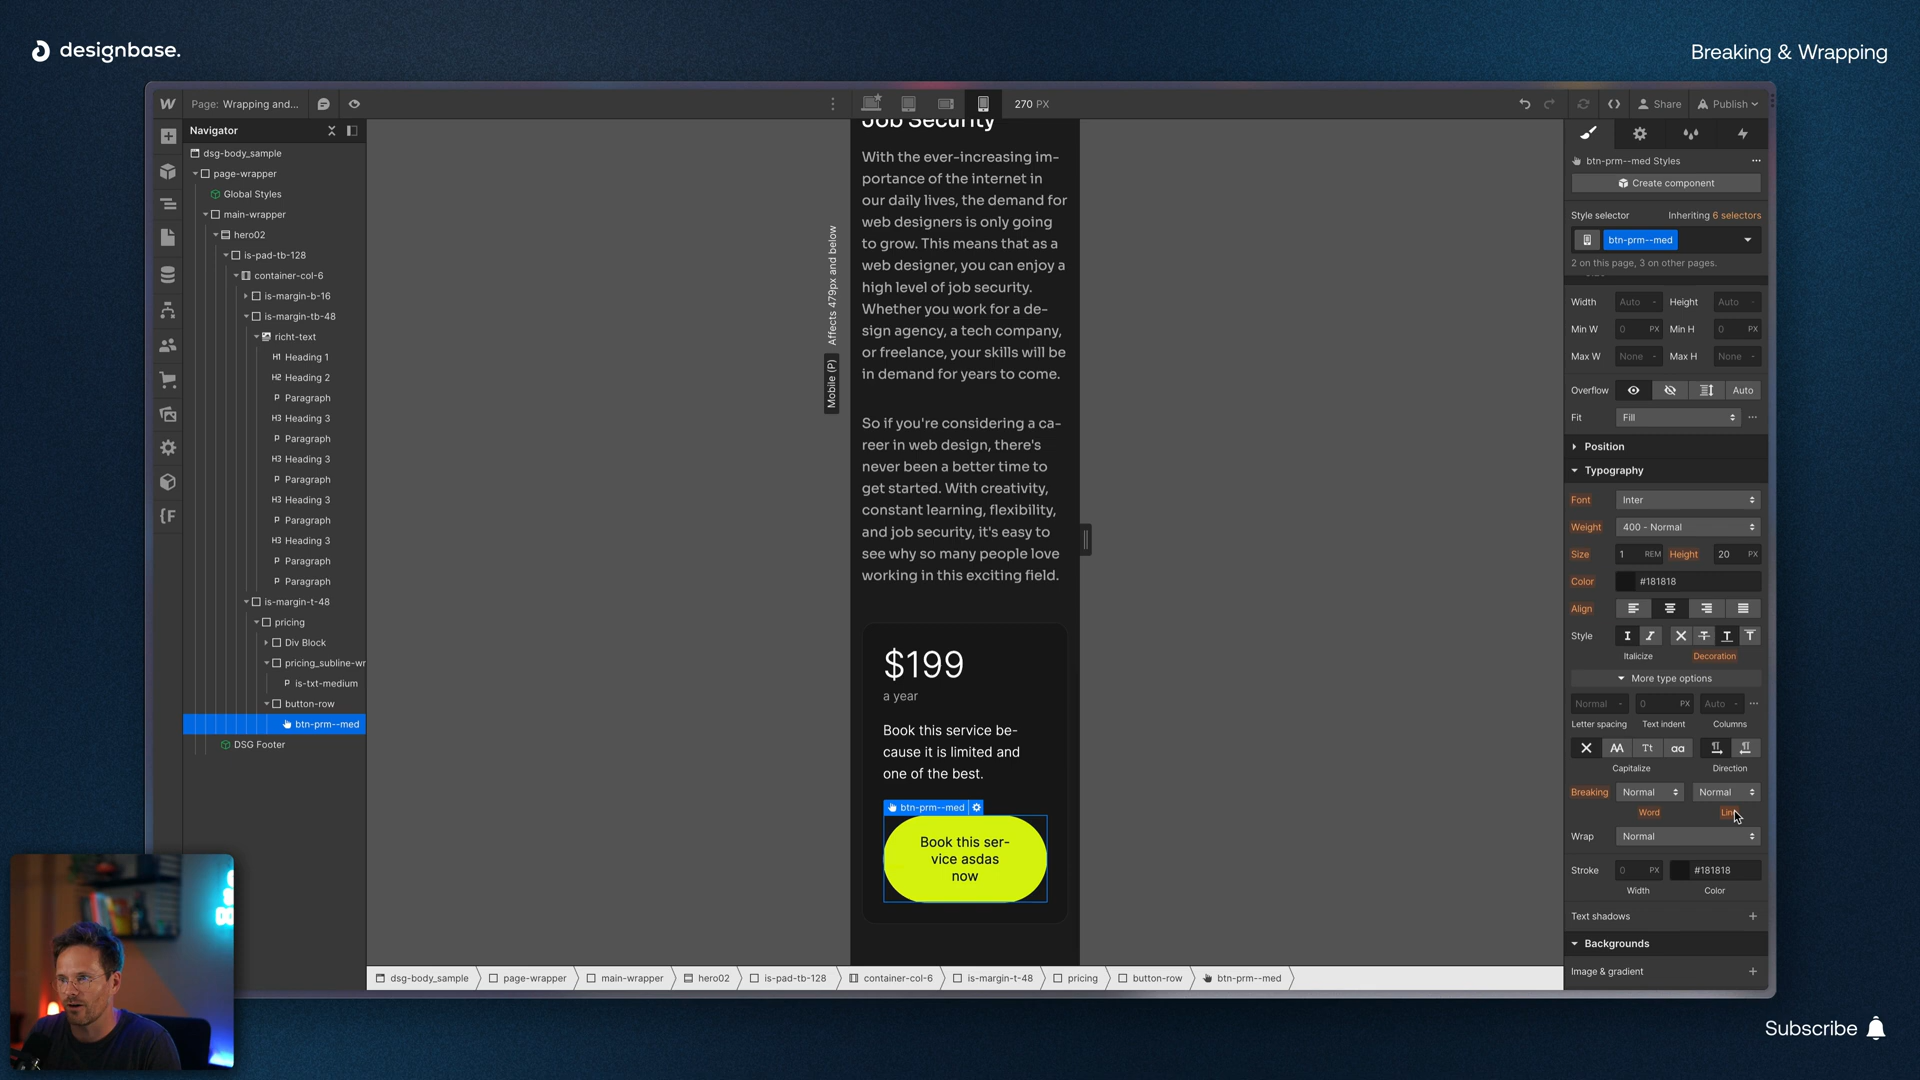 designbase.
Breaking & Wrapping
Page: Wrapping and...
270 PX
Share
Publish
Navigator
dsg-body_sample
page-wrapper
Global Styles
main-wrapper
hero02
is-pad-tb-128
container-col-6
is-margin-b-16
is-margin-tb-48
richt-text
H1 Heading 1
H2 Heading 2
P Paragraph
H3 Heading 3
P Paragraph
H3 Heading 3
P Paragraph
H3 Heading 3
P Paragraph
H3 Heading 3
P Paragraph
P Paragraph
is-margin-t-48
pricing
Div Block
pricing_subline-wr
P is-txt-medium
button-row
btn-prm--med
DSG Footer
Affects 479px and below
Mobile (P)
Job Security
With the ever-increasing im-
portance of the internet in
our daily lives, the demand for
web designers is only going
to grow. This means that as a
web designer, you can enjoy a
high level of job security.
Whether you work for a de-
sign agency, a tech company,
or freelance, your skills will be
in demand for years to come.
So if you're considering a ca-
reer in web design, there's
never been a better time to
get started. With creativity,
constant learning, flexibility,
and job security, it's easy to
see why so many people love
working in this exciting field.
$199
a year
Book this service be-
cause it is limited and
one of the best.
btn-prm--med
Book this ser-
vice asdas
now
dsg-body_sample page-wrapper main-wrapper hero02 is-pad-tb-128 container-col-6 is-margin-t-48 pricing button-row btn-prm--med
btn-prm--med Styles
Create component
Style selector Inheriting 6 selectors
btn-prm--med
2 on this page, 3 on other pages.
Width Auto - Height Auto -
Min W 0 PX Min H 0 PX
Max W None - Max H None -
Overflow Auto
Fit Fill
Position
Typography
Font Inter
Weight 400 - Normal
Size 1 REM Height 20 PX
Color #181818
Align
Style
Italicize Decoration
More type options
Normal - 0 PX Auto -
Letter spacing Text indent Columns
AA Tt aa
Capitalize Direction
Breaking Normal Normal
Word Line
Wrap Normal
Stroke 0 PX #181818
Width Color
Text shadows
Backgrounds
Image & gradient
Subscribe